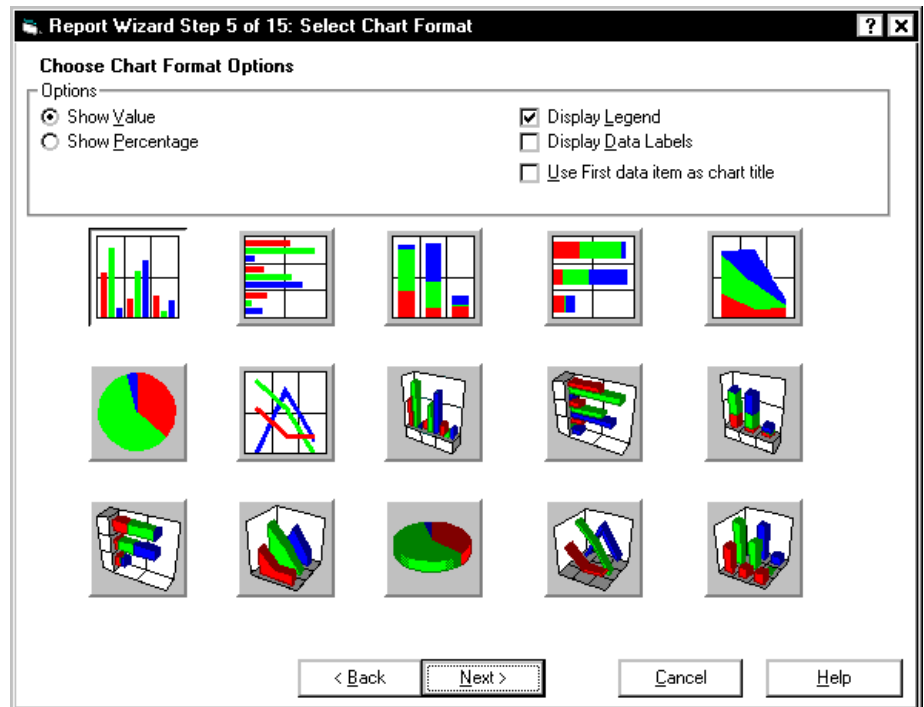 Report Wizard Step 5 of 15: Select Chart Format
Choose Chart Format Options
Options
Show Value
Show Percentage
Display Legend
Display Data Labels
Use First data item as chart title
< Back
Next >
Cancel
Help